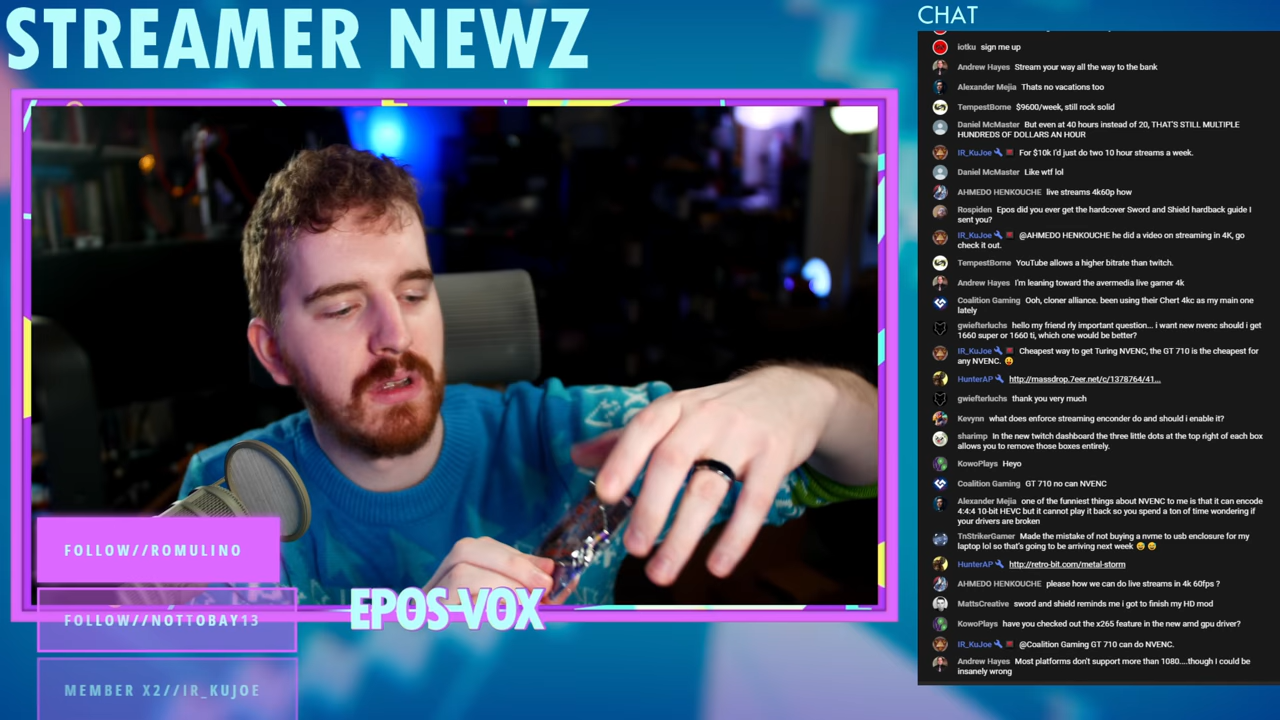 STREAMER NEWZ
CHAT
iotku sign me up
Andrew Hayes Stream your way all the way to the bank
Alexander Mejia Thats no vacations too
TempestBorne $9600/week, still rock solid
Daniel McMaster But even at 40 hours instead of 20, THAT'S STILL MULTIPLE
HUNDREDS OF DOLLARS AN HOUR
IR_KuJoe For $10k I'd just do two 10 hour streams a week.
Daniel McMaster Like wtf lol
AHMEDO HENKOUCHE live streams 4k60p how
Rospiden Epos did you ever get the hardcover Sword and Shield hardback guide I
sent you?
IR_KuJoe @AHMEDO HENKOUCHE he did a video on streaming in 4K, go
check it out.
TempestBorne YouTube allows a higher bitrate than twitch.
Andrew Hayes I'm leaning toward the avermedia live gamer 4k
Coalition Gaming Ooh, cloner alliance. been using their Chert 4kc as my main one
lately
gwiefterluchs hello my friend rly important question... i want new nvenc should i get
1660 super or 1660 ti, which one would be better?
IR_KuJoe Cheapest way to get Turing NVENC, the GT 710 is the cheapest for
any NVENC.
HunterAP http://massdrop.7eer.net/c/1378764/41...
gwiefterluchs thank you very much
Kevynn what does enforce streaming enconder do and should i enable it?
sharimp In the new twitch dashboard the three little dots at the top right of each box
allows you to remove those boxes entirely.
KowoPlays Heyo
Coalition Gaming GT 710 no can NVENC
Alexander Mejia one of the funniest things about NVENC to me is that it can encode
4:4:4 10-bit HEVC but it cannot play it back so you spend a ton of time wondering if
your drivers are broken
TnStrikerGamer Made the mistake of not buying a nvme to usb enclosure for my
laptop lol so that's going to be arriving next week
HunterAP http://retro-bit.com/metal-storm
AHMEDO HENKOUCHE please how we can do live streams in 4k 60fps ?
MattsCreative sword and shield reminds me i got to finish my HD mod
KowoPlays have you checked out the x265 feature in the new amd gpu driver?
IR_KuJoe @Coalition Gaming GT 710 can do NVENC.
Andrew Hayes Most platforms don't support more than 1080....though I could be
insanely wrong
FOLLOW//ROMULINO
FOLLOW//NOTTOBAY13
MEMBER X2//IR_KUJOE
EPOS VOX